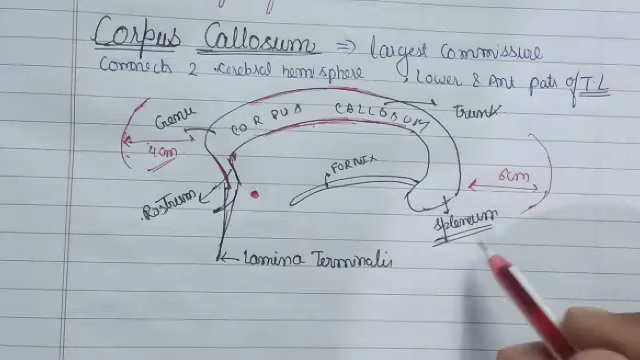 Corpus Callosum => Largest Commissure
Connects 2 cerebral hemisphere , Lower & Ant parts of T.L
Genu
CORPUS CALLOSUM
Trunk
4cm
FORNIX
6cm
Rostrum
Splenium
Lamina Terminalis